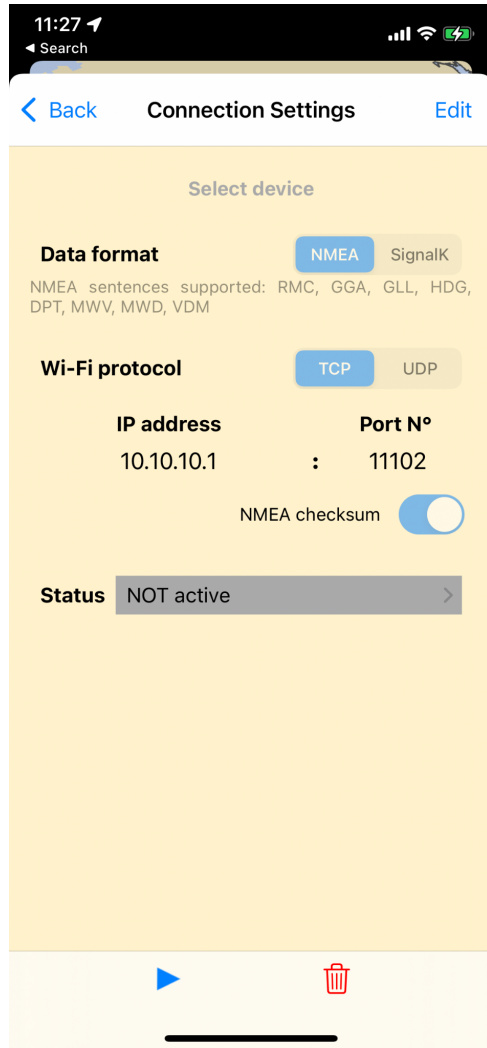 11:27
◀ Search
Back
Connection Settings
Edit
Select device
Data format
NMEA
SignalK
NMEA sentences supported: RMC, GGA, GLL, HDG,
DPT, MWV, MWD, VDM
Wi-Fi protocol
TCP
UDP
IP address
Port N°
10.10.10.1 : 11102
NMEA checksum
Status
NOT active